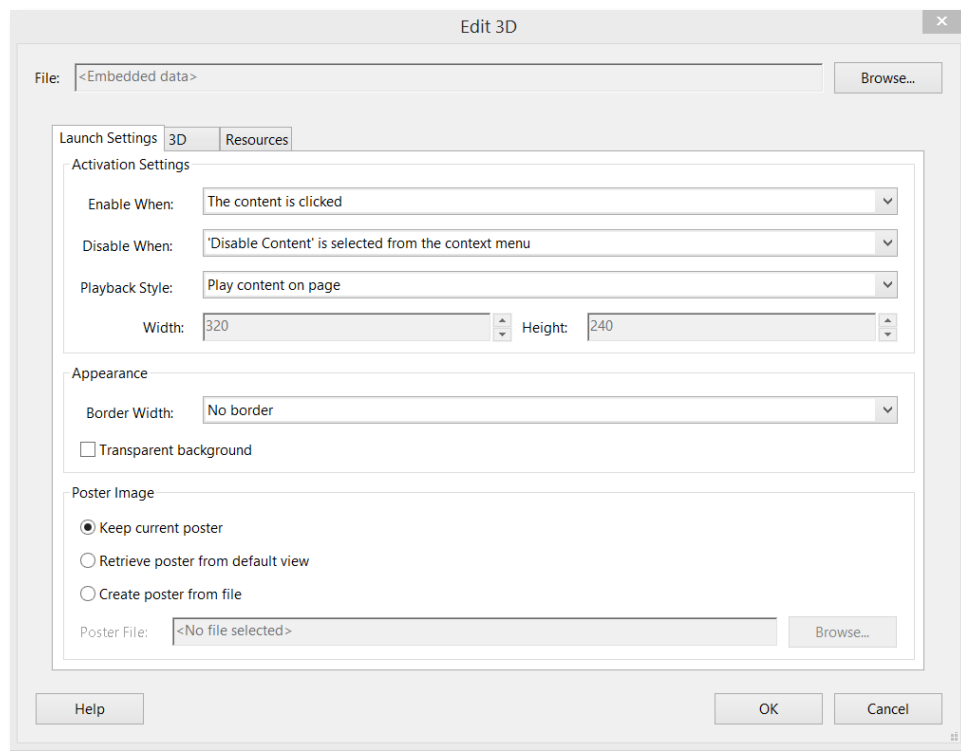 Edit 3D
File: <Embedded data> Browse...
Launch Settings 3D Resources
Activation Settings
Enable When: The content is clicked
Disable When: 'Disable Content' is selected from the context menu
Playback Style: Play content on page
Width: 320 Height: 240
Appearance
Border Width: No border
Transparent background
Poster Image
Keep current poster
Retrieve poster from default view
Create poster from file
Poster File: <No file selected> Browse...
Help OK Cancel